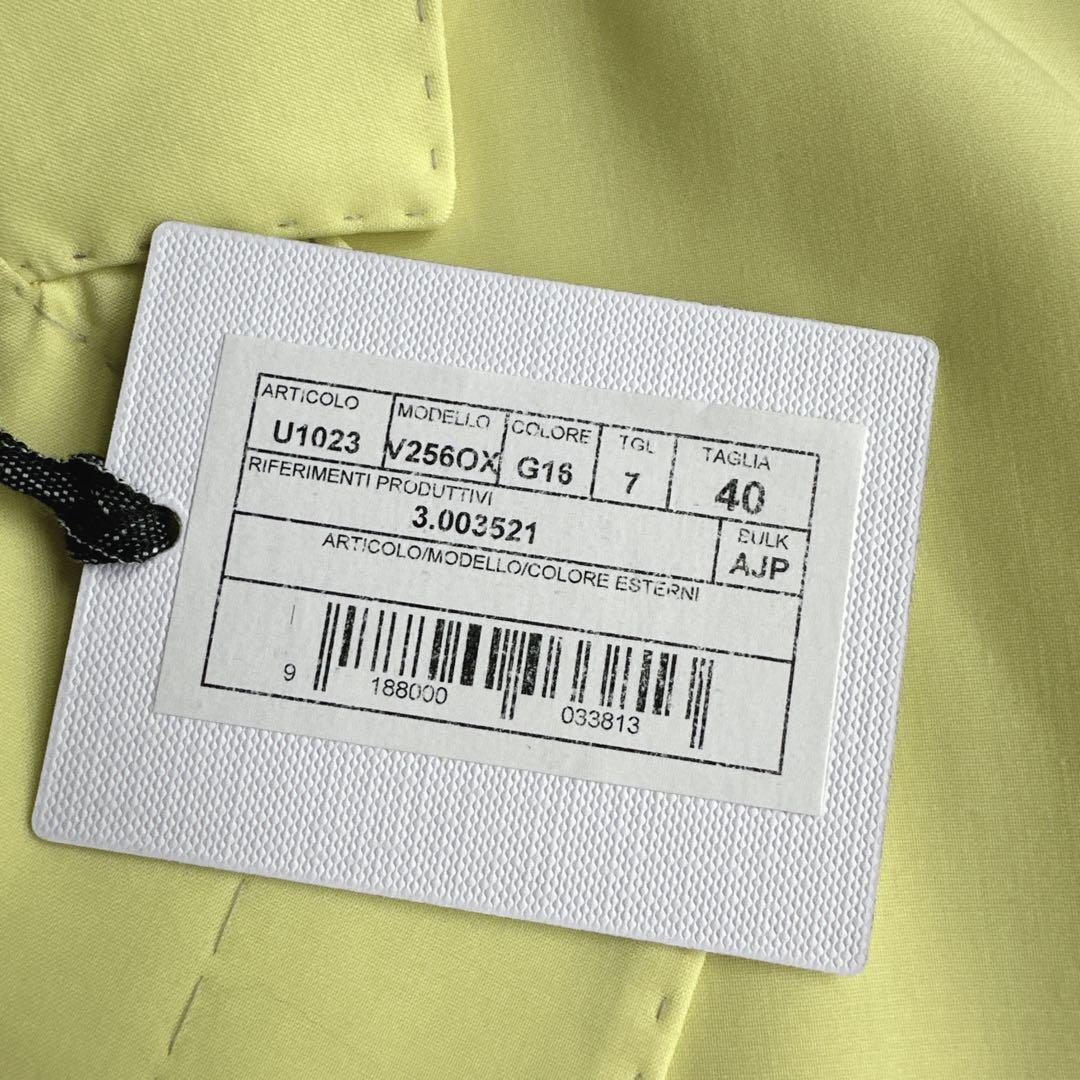 ARTICOLO MODELLO COLORE TGL TAGLIA
U1023 V256OX G16 7 40
RIFERIMENTI PRODUTTIVI
3.003521
BULK
AJP
ARTICOLO/MODELLO/COLORE ESTERNI
9 188000 033813